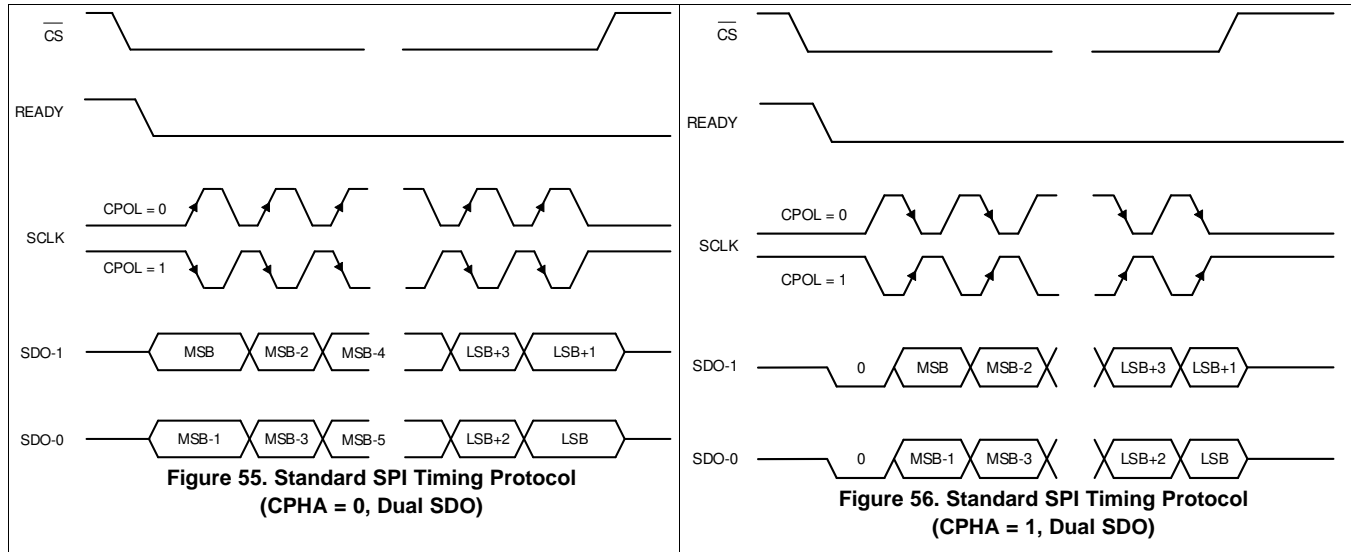 CS
READY
CPOL = 0
SCLK
CPOL = 1
SDO-1 MSB MSB-2 MSB-4 LSB+3 LSB+1
SDO-0 MSB-1 MSB-3 MSB-5 LSB+2 LSB
Figure 55. Standard SPI Timing Protocol
(CPHA = 0, Dual SDO)
CS
READY
CPOL = 0
SCLK
CPOL = 1
SDO-1 0 MSB MSB-2 LSB+3 LSB+1
SDO-0 0 MSB-1 MSB-3 LSB+2 LSB
Figure 56. Standard SPI Timing Protocol
(CPHA = 1, Dual SDO)